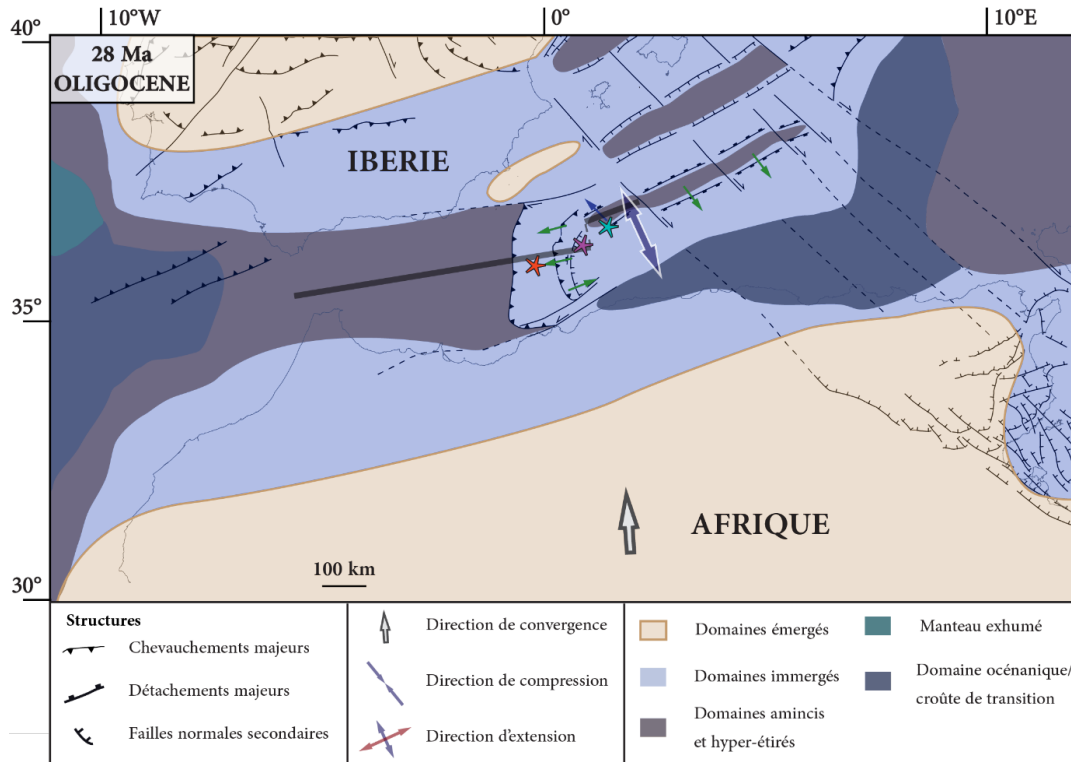 10°W
0°
10°E
40°
28 Ma
OLIGOCENE
IBERIE
35°
AFRIQUE
100 km
30°
Structures
Chevauchements majeurs
Détachements majeurs
Failles normales secondaires
Direction de convergence
Direction de compression
Direction d'extension
Domaines émergés
Domaines immergés
Domaines amincis
et hyper-étirés
Manteau exhumé
Domaine océnanique/
croûte de transition